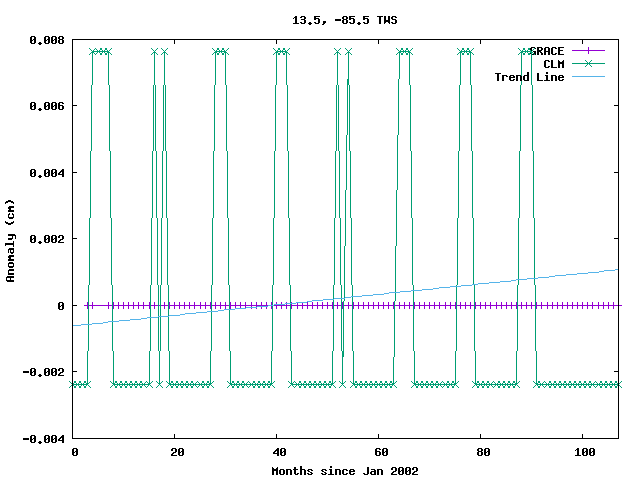 13.5, -85.5 TWS
0.008
0.006
0.004
0.002
0
-0.002
-0.004
Anomaly (cm)
GRACE
CLM
Trend Line
0 20 40 60 80 100
Months since Jan 2002